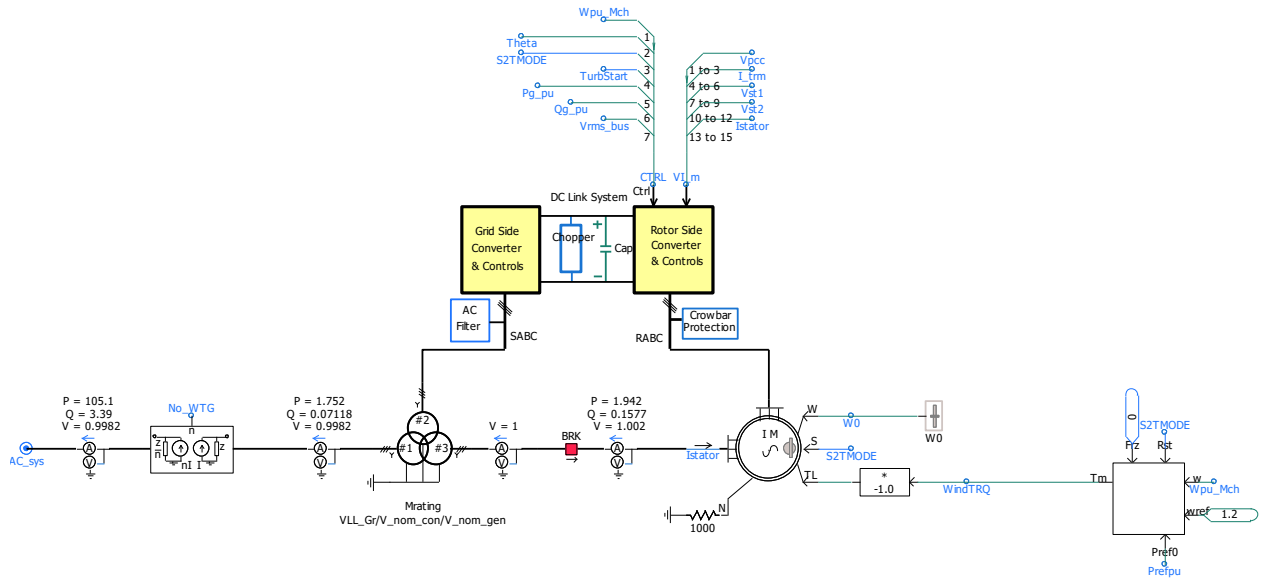 Wpu_Mch
1
Theta
2
S2TMODE
3
TurbStart
4
Pg_pu
5
Qg_pu
6
Vrms_bus
7
Vpcc
1 to 3
I_trm
4 to 6
Vst1
7 to 9
Vst2
10 to 12
Istator
13 to 15
CTRL
VI_m
Ctrl
DC Link System
Grid Side
Converter
& Controls
Chopper
+
Cap
−
Rotor Side
Converter
& Controls
AC
Filter
SABC
Crowbar
Protection
RABC
P = 105.1
Q = 3.39
V = 0.9982
A
V
AC_sys
No_WTG
n
z
n
nI
I
z
P = 1.752
Q = 0.07118
V = 0.9982
A
V
Y
#2
#1
#3
Y
Y
Mrating
VLL_Gr/V_nom_con/V_nom_gen
V = 1
A
V
BRK
P = 1.942
Q = 0.1577
V = 1.002
A
V
Istator
I M
W
S
TL
N
1000
W0
W0
S2TMODE
*
-1.0
WindTRQ
0
S2TMODE
Frz
Rst
Tm
w
Wpu_Mch
wref
1.2
Pref0
Prefpu